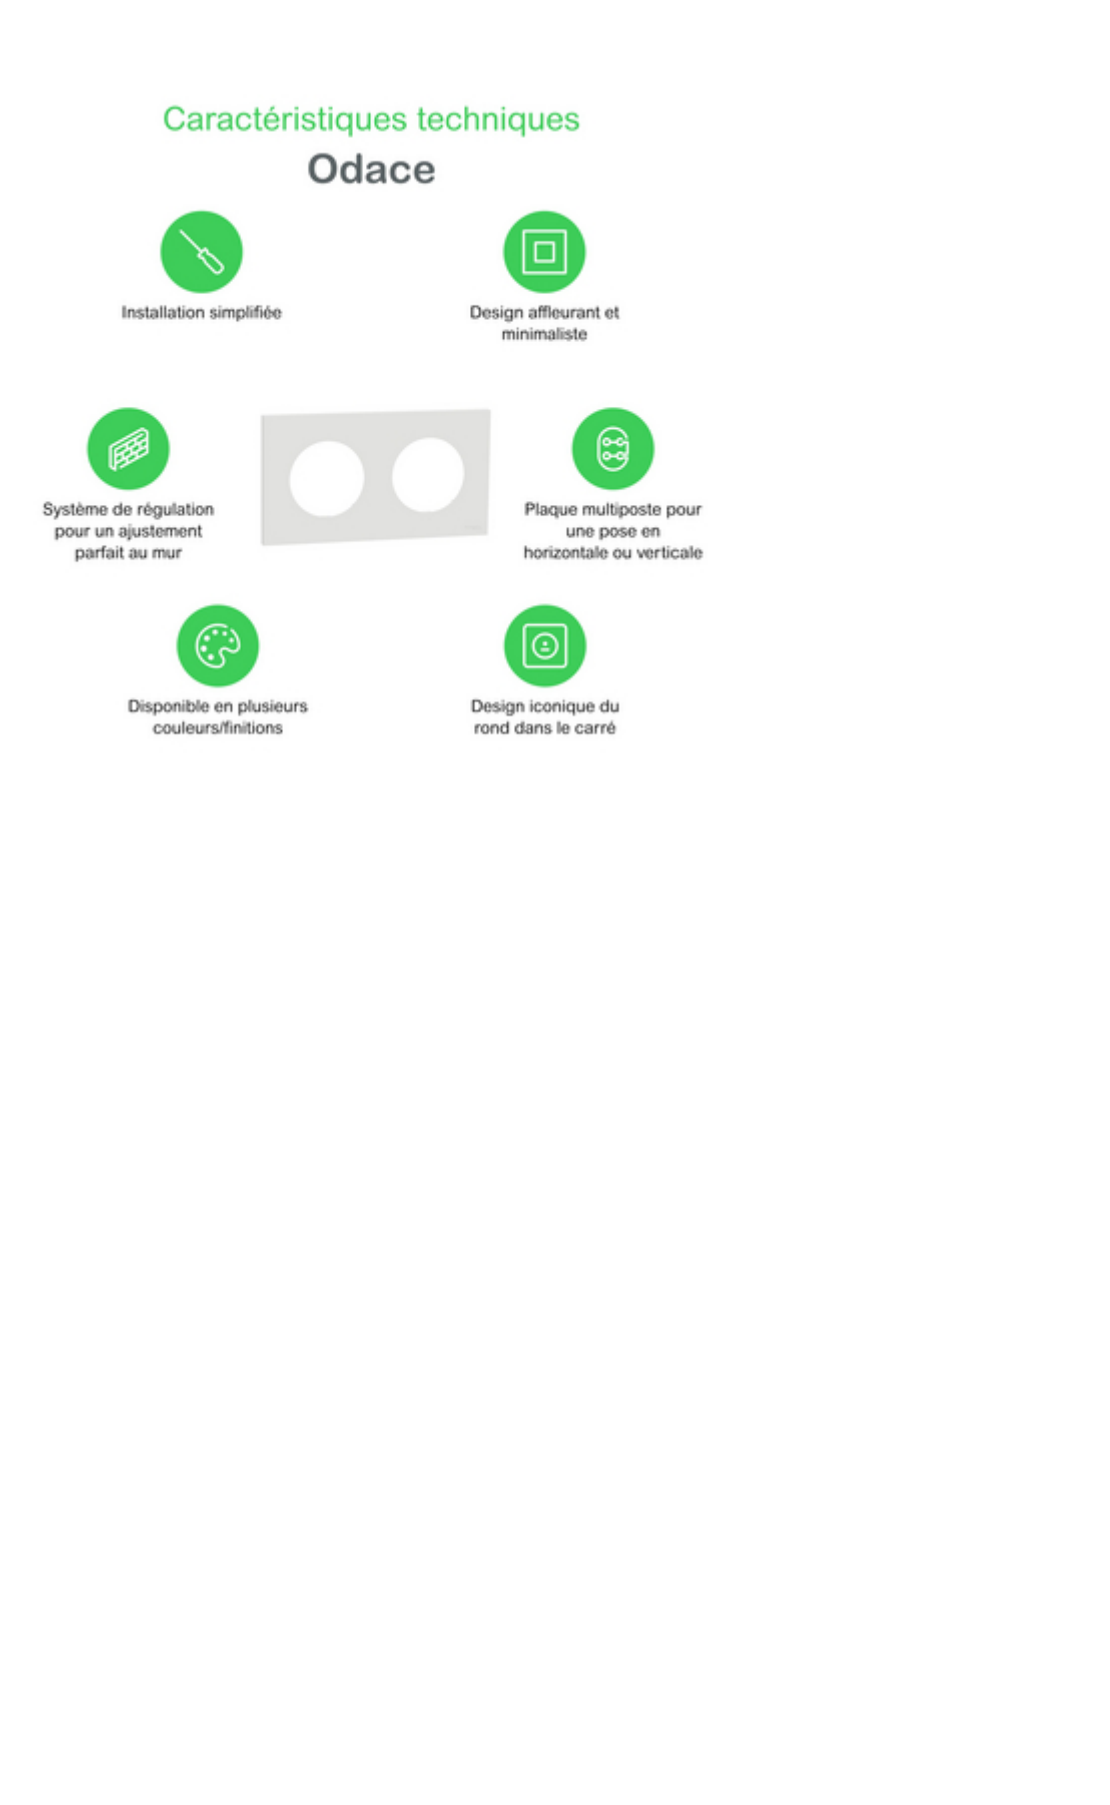 Caractéristiques techniques
Odace
Installation simplifiée
Design affleurant et
minimaliste
Système de régulation
pour un ajustement
parfait au mur
Plaque multiposte pour
une pose en
horizontale ou verticale
Disponible en plusieurs
couleurs/finitions
Design iconique du
rond dans le carré